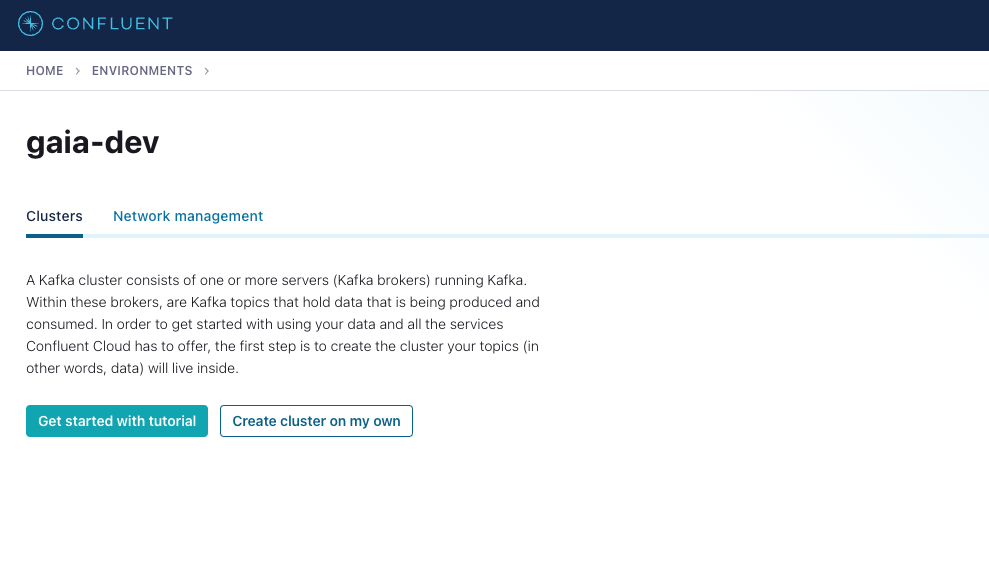 CONFLUENT
HOME > ENVIRONMENTS >
gaia-dev
Clusters Network management
A Kafka cluster consists of one or more servers (Kafka brokers) running Kafka.
Within these brokers, are Kafka topics that hold data that is being produced and
consumed. In order to get started with using your data and all the services
Confluent Cloud has to offer, the first step is to create the cluster your topics (in
other words, data) will live inside.
Get started with tutorial Create cluster on my own